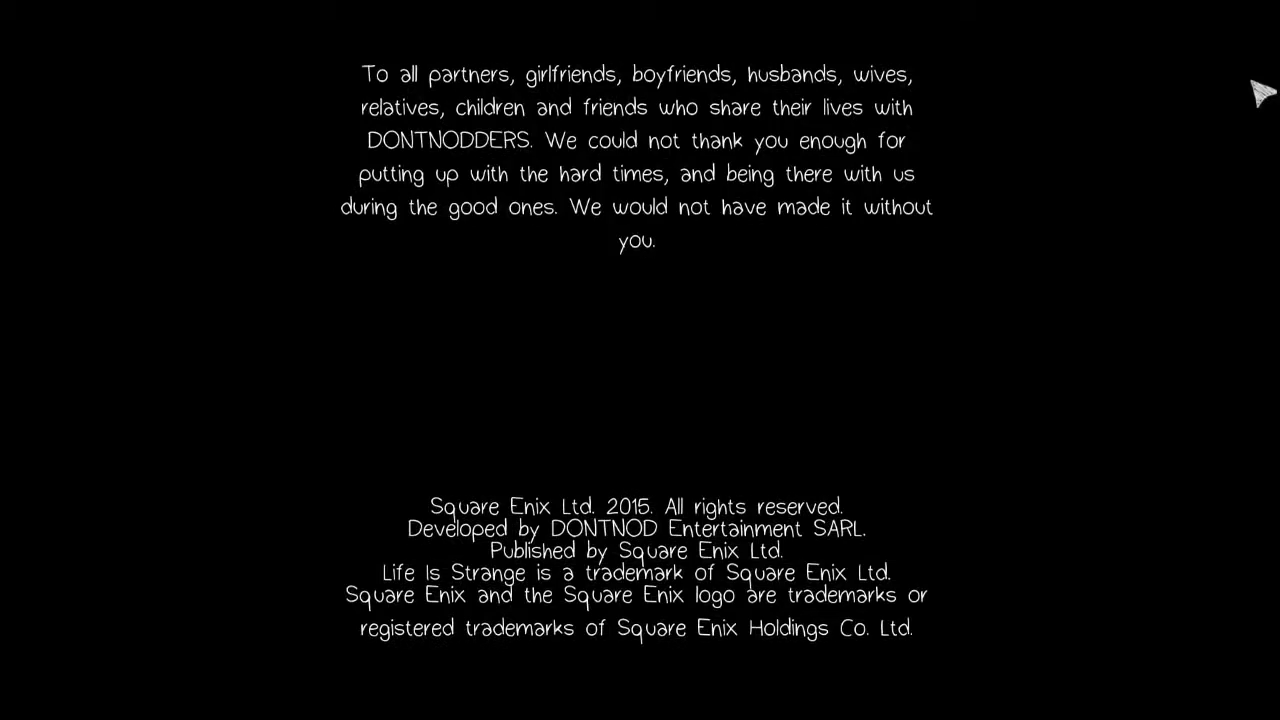 To all partners, girlfriends, boyfriends, husbands, wives,
relatives, children and friends who share their lives with
DONTNODDERS. We could not thank you enough for
putting up with the hard times, and being there with us
during the good ones. We would not have made it without
you.
Square Enix Ltd. 2015. All rights reserved.
Developed by DONTNOD Entertainment SARL.
Published by Square Enix Ltd.
Life Is Strange is a trademark of Square Enix Ltd.
Square Enix and the Square Enix logo are trademarks or
registered trademarks of Square Enix Holdings Co. Ltd.